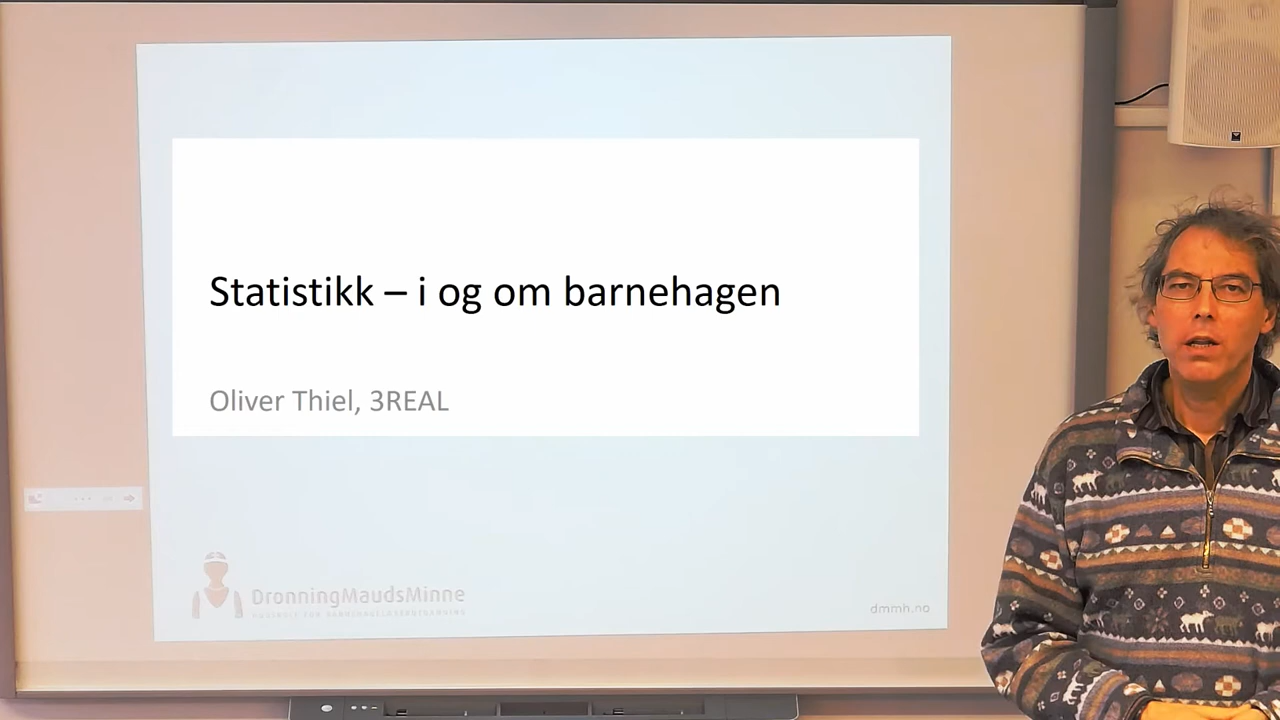 Statistikk – i og om barnehagen
Oliver Thiel, 3REAL
DronningMaudsMinne
dmmh.no